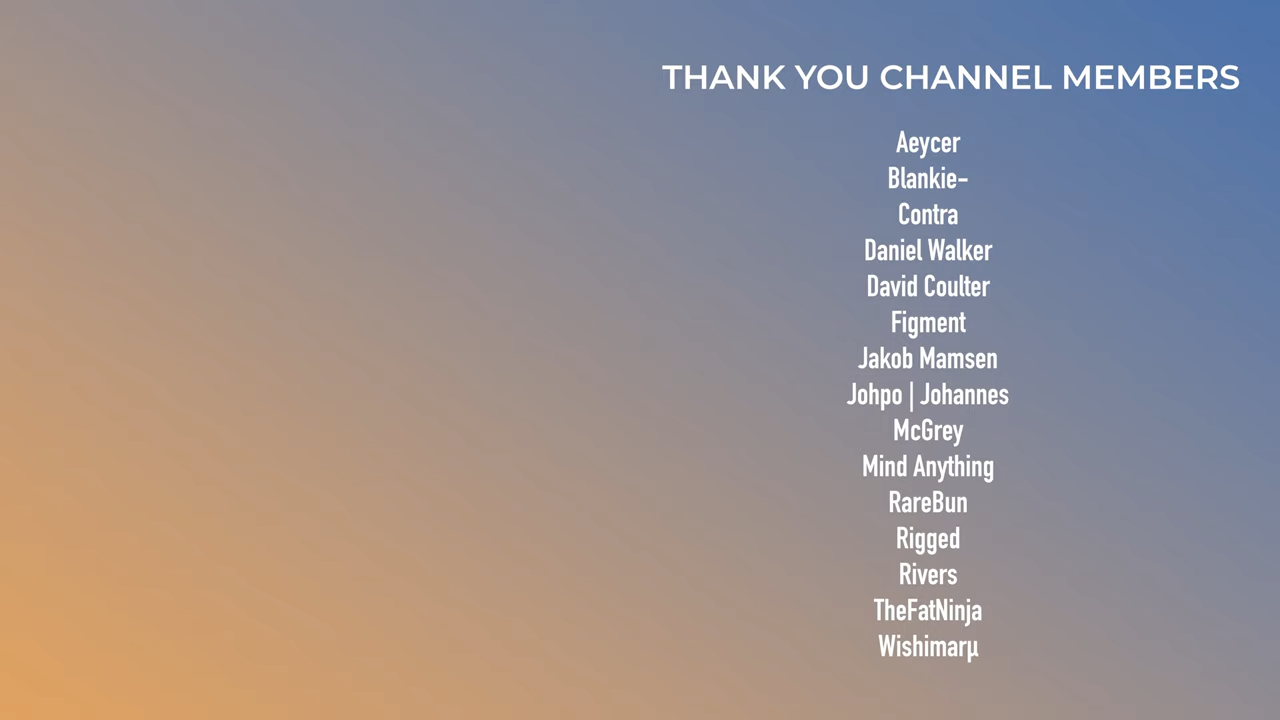 THANK YOU CHANNEL MEMBERS
Aeycer
Blankie-
Contra
Daniel Walker
David Coulter
Figment
Jakob Mamsen
Johpo | Johannes
McGrey
Mind Anything
RareBun
Rigged
Rivers
TheFatNinja
Wishimarμ